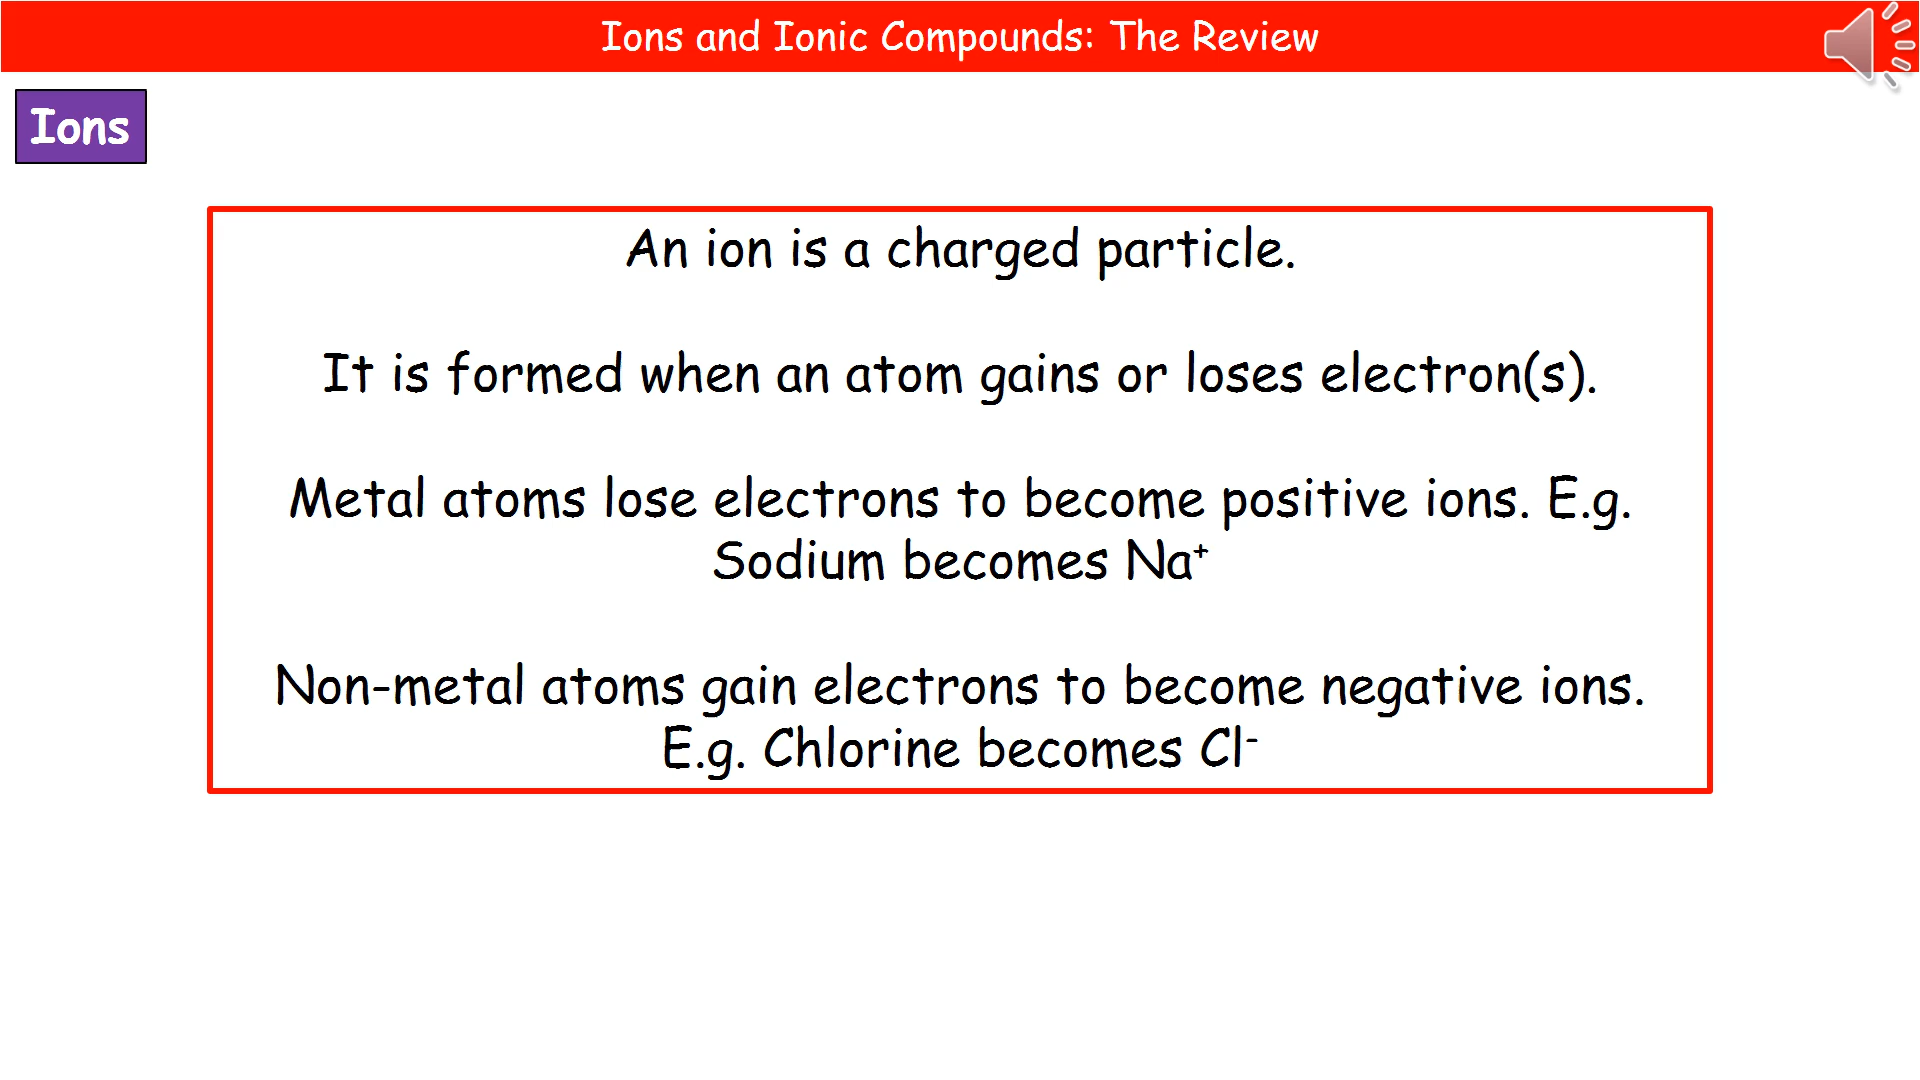 Ions and Ionic Compounds: The Review
Ions
An ion is a charged particle.
It is formed when an atom gains or loses electron(s).
Metal atoms lose electrons to become positive ions. E.g.
Sodium becomes Na⁺
Non-metal atoms gain electrons to become negative ions.
E.g. Chlorine becomes Cl⁻